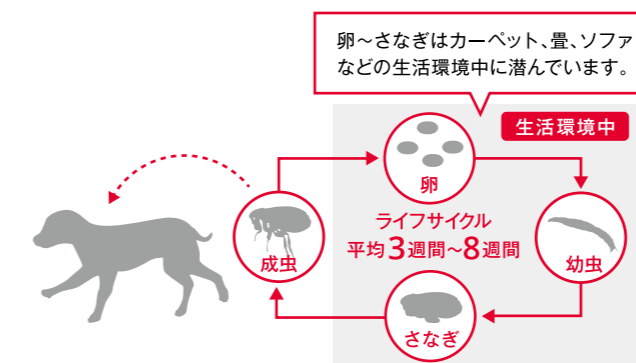 卵～さなぎはカーペット、畳、ソファ
などの生活環境中に潜んでいます。
生活環境中
卵
ライフサイクル
平均3週間～8週間
成虫
幼虫
さなぎ